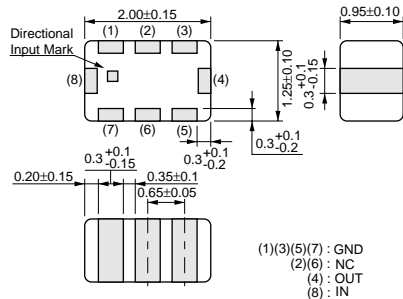 2.00±0.15
0.95±0.10
Directional
Input Mark
(1) (2) (3)
(8)
(4)
(7) (6) (5)
1.25±0.10
0.3 +0.1 -0.15
0.3 +0.1 -0.2
0.3 +0.1 -0.2
0.3 +0.1 -0.15
0.20±0.15
0.35±0.1
0.65±0.05
(1)(3)(5)(7) : GND
(2)(6) : NC
(4) : OUT
(8) : IN